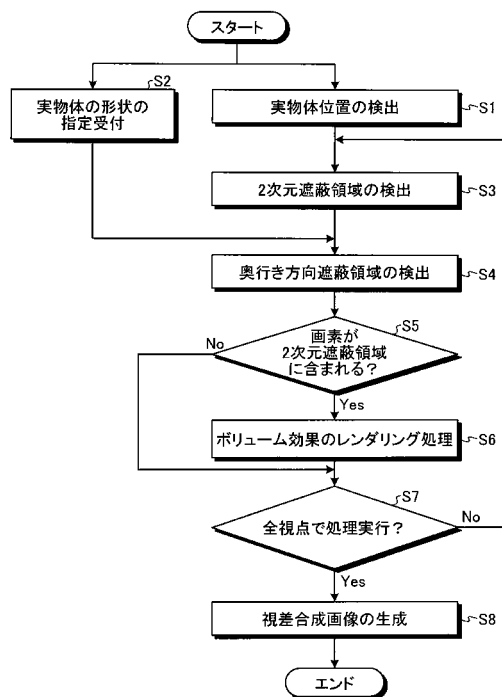 スタート
S2
実物体の形状の
指定受付
実物体位置の検出
S1
2次元遮蔽領域の検出
S3
奥行き方向遮蔽領域の検出
S4
S5
画素が
2次元遮蔽領域
に含まれる?
No
Yes
ボリューム効果のレンダリング処理
S6
S7
全視点で処理実行?
No
Yes
視差合成画像の生成
S8
エンド